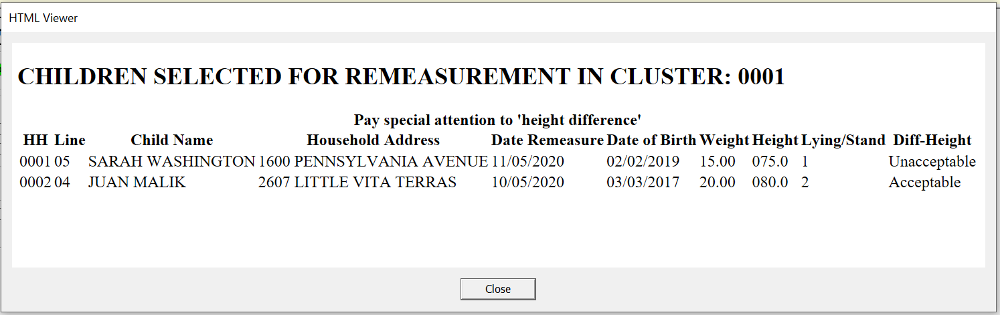 HTML Viewer
CHILDREN SELECTED FOR REMEASUREMENT IN CLUSTER: 0001
Pay special attention to 'height difference'
HH Line Child Name Household Address Date Remeasure Date of Birth Weight Height Lying/Stand Diff-Height
0001 05 SARAH WASHINGTON 1600 PENNSYLVANIA AVENUE 11/05/2020 02/02/2019 15.00 075.0 1 Unacceptable
0002 04 JUAN MALIK 2607 LITTLE VITA TERRAS 10/05/2020 03/03/2017 20.00 080.0 2 Acceptable
Close